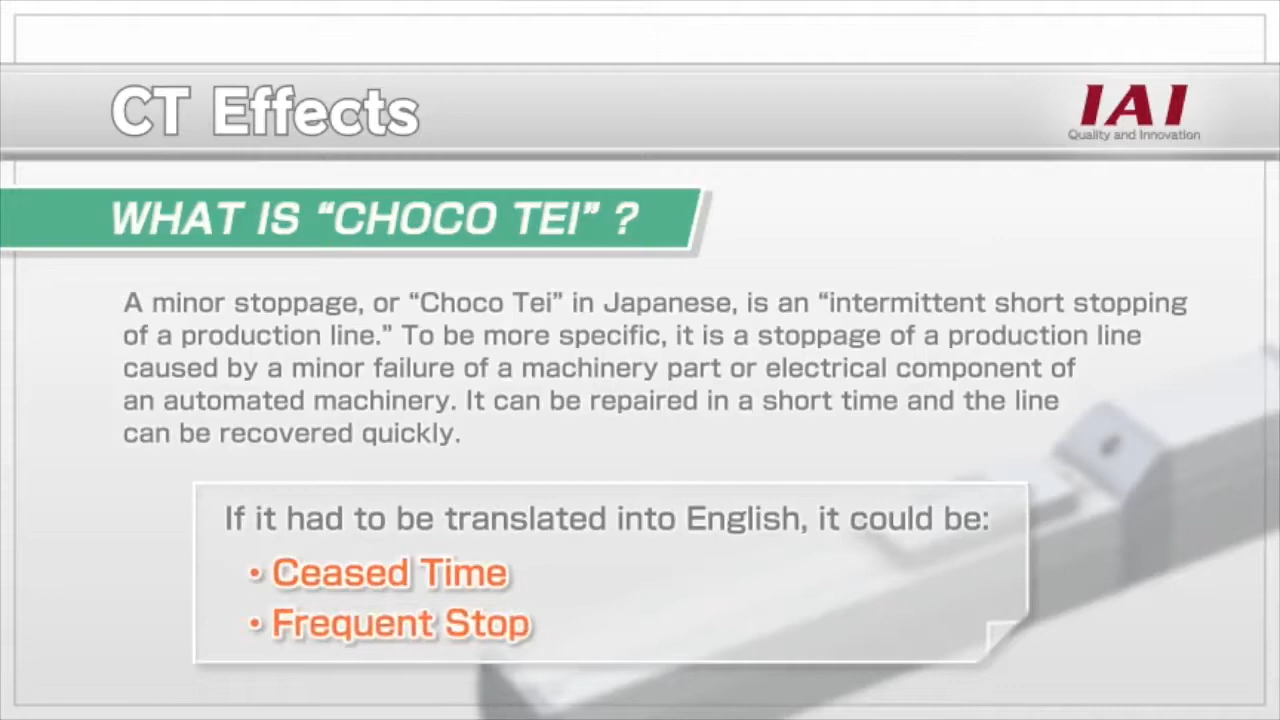 CT Effects
IAI
Quality and Innovation
WHAT IS “CHOCO TEI” ?
A minor stoppage, or “Choco Tei” in Japanese, is an “intermittent short stopping
of a production line.” To be more specific, it is a stoppage of a production line
caused by a minor failure of a machinery part or electrical component of
an automated machinery. It can be repaired in a short time and the line
can be recovered quickly.
If it had to be translated into English, it could be:
• Ceased Time
• Frequent Stop